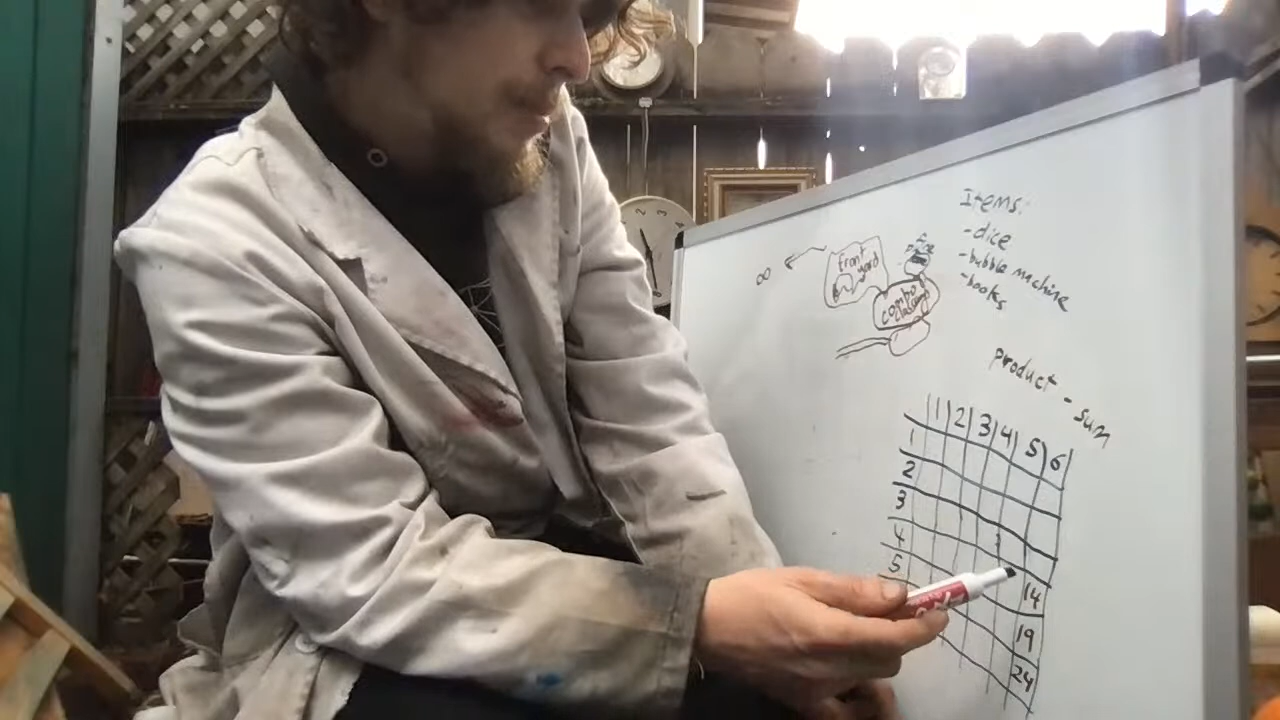 Items:
- dice
- bubble machine
- books
∞
front
yard
fire
product - sum
1 2 3 4 5 6
1
2
3
4
5
14
19
24